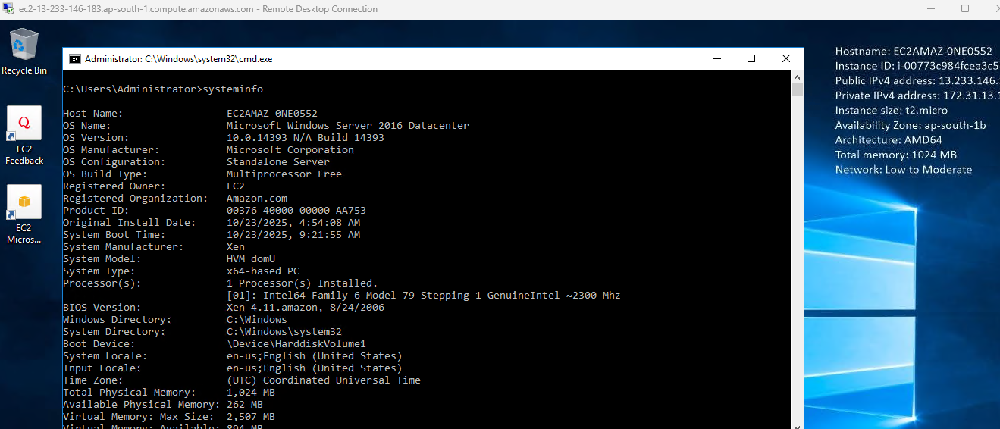 ec2-13-233-146-183.ap-south-1.compute.amazonaws.com - Remote Desktop Connection
Recycle Bin
EC2
Feedback
EC2
Micros...
Administrator: C:\Windows\system32\cmd.exe
C:\Users\Administrator>systeminfo
Host Name: EC2AMAZ-0NE0552
OS Name: Microsoft Windows Server 2016 Datacenter
OS Version: 10.0.14393 N/A Build 14393
OS Manufacturer: Microsoft Corporation
OS Configuration: Standalone Server
OS Build Type: Multiprocessor Free
Registered Owner: EC2
Registered Organization: Amazon.com
Product ID: 00376-40000-00000-AA753
Original Install Date: 10/23/2025, 4:54:08 AM
System Boot Time: 10/23/2025, 9:21:55 AM
System Manufacturer: Xen
System Model: HVM domU
System Type: x64-based PC
Processor(s): 1 Processor(s) Installed.
[01]: Intel64 Family 6 Model 79 Stepping 1 GenuineIntel ~2300 Mhz
BIOS Version: Xen 4.11.amazon, 8/24/2006
Windows Directory: C:\Windows
System Directory: C:\Windows\system32
Boot Device: \Device\HarddiskVolume1
System Locale: en-us;English (United States)
Input Locale: en-us;English (United States)
Time Zone: (UTC) Coordinated Universal Time
Total Physical Memory: 1,024 MB
Available Physical Memory: 262 MB
Virtual Memory: Max Size: 2,507 MB
Virtual Memory: Available: 894 MB
Hostname: EC2AMAZ-0NE0552
Instance ID: i-00773c984fcea3c5
Public IPv4 address: 13.233.146.
Private IPv4 address: 172.31.13.1
Instance size: t2.micro
Availability Zone: ap-south-1b
Architecture: AMD64
Total memory: 1024 MB
Network: Low to Moderate